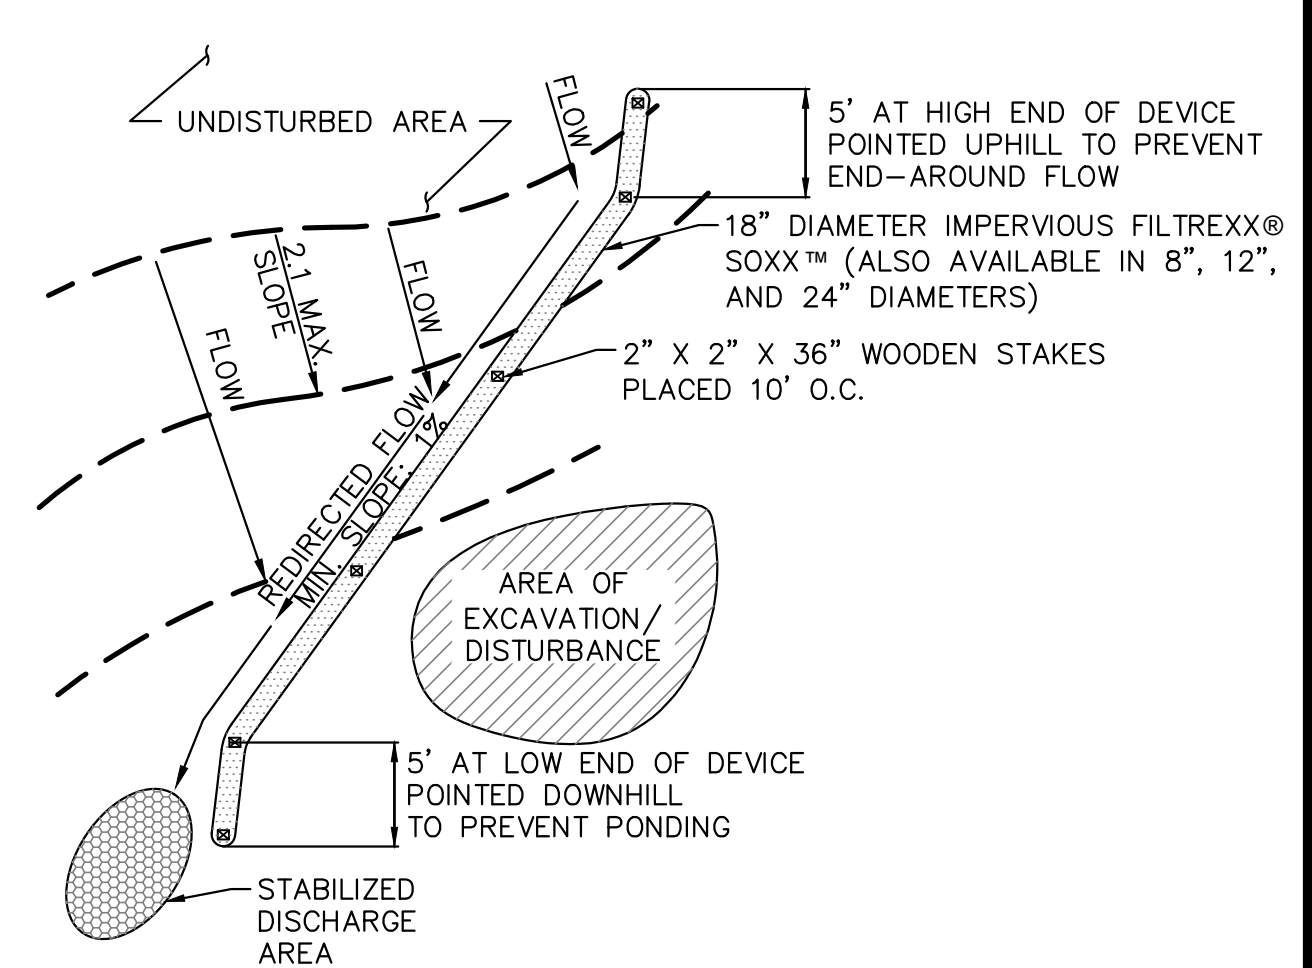 UNDISTURBED AREA
FLOW
5’ AT HIGH END OF DEVICE
POINTED UPHILL TO PREVENT
END–AROUND FLOW
18” DIAMETER IMPERVIOUS FILTREXX®
SOXX™ (ALSO AVAILABLE IN 8”, 12”,
AND 24” DIAMETERS)
2.1 MAX.
SLOPE
FLOW
FLOW
2” X 2” X 36” WOODEN STAKES
PLACED 10’ O.C.
REDIRECTED FLOW
MIN. SLOPE: 1%
AREA OF
EXCAVATION/
DISTURBANCE
5’ AT LOW END OF DEVICE
POINTED DOWNHILL
TO PREVENT PONDING
STABILIZED
DISCHARGE
AREA